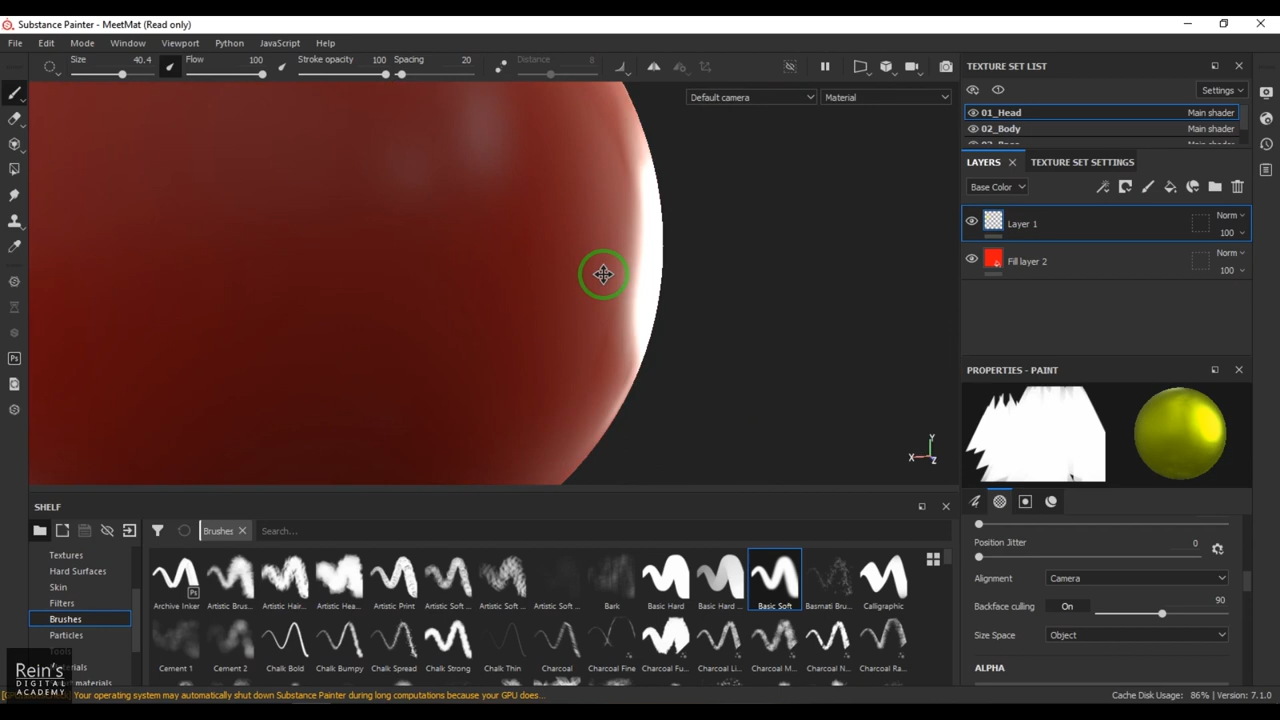 Substance Painter - MeetMat (Read only)
File Edit Mode Window Viewport Python JavaScript Help
Size 40.4 Flow 100 Stroke opacity 100 Spacing 20 Distance 8
TEXTURE SET LIST
Settings
Default camera Material
01_Head Main shader
02_Body Main shader
LAYERS TEXTURE SET SETTINGS
Base Color
Layer 1 Norm 100
Fill layer 2 Norm 100
PROPERTIES - PAINT
Y
X
Z
Ps
SHELF
Brushes Search...
Textures
Hard Surfaces
Skin
Filters
Brushes
Particles
Ps
Archive Inker Artistic Brus... Artistic Hair... Artistic Hea... Artistic Print Artistic Soft ... Artistic Soft ... Artistic Soft ... Bark Basic Hard Basic Hard ... Basic Soft Basmati Bru... Calligraphic
Cement 1 Cement 2 Chalk Bold Chalk Bumpy Chalk Spread Chalk Strong Chalk Thin Charcoal Charcoal Fine Charcoal Fu... Charcoal Li... Charcoal M... Charcoal N... Charcoal Ra...
Position Jitter 0
Alignment Camera
Backface culling On 90
Size Space Object
ALPHA
Rein's
DIGITAL
ACADEMY
Your operating system may automatically shut down Substance Painter during long computations because your GPU does...
Cache Disk Usage: 86% | Version: 7.1.0